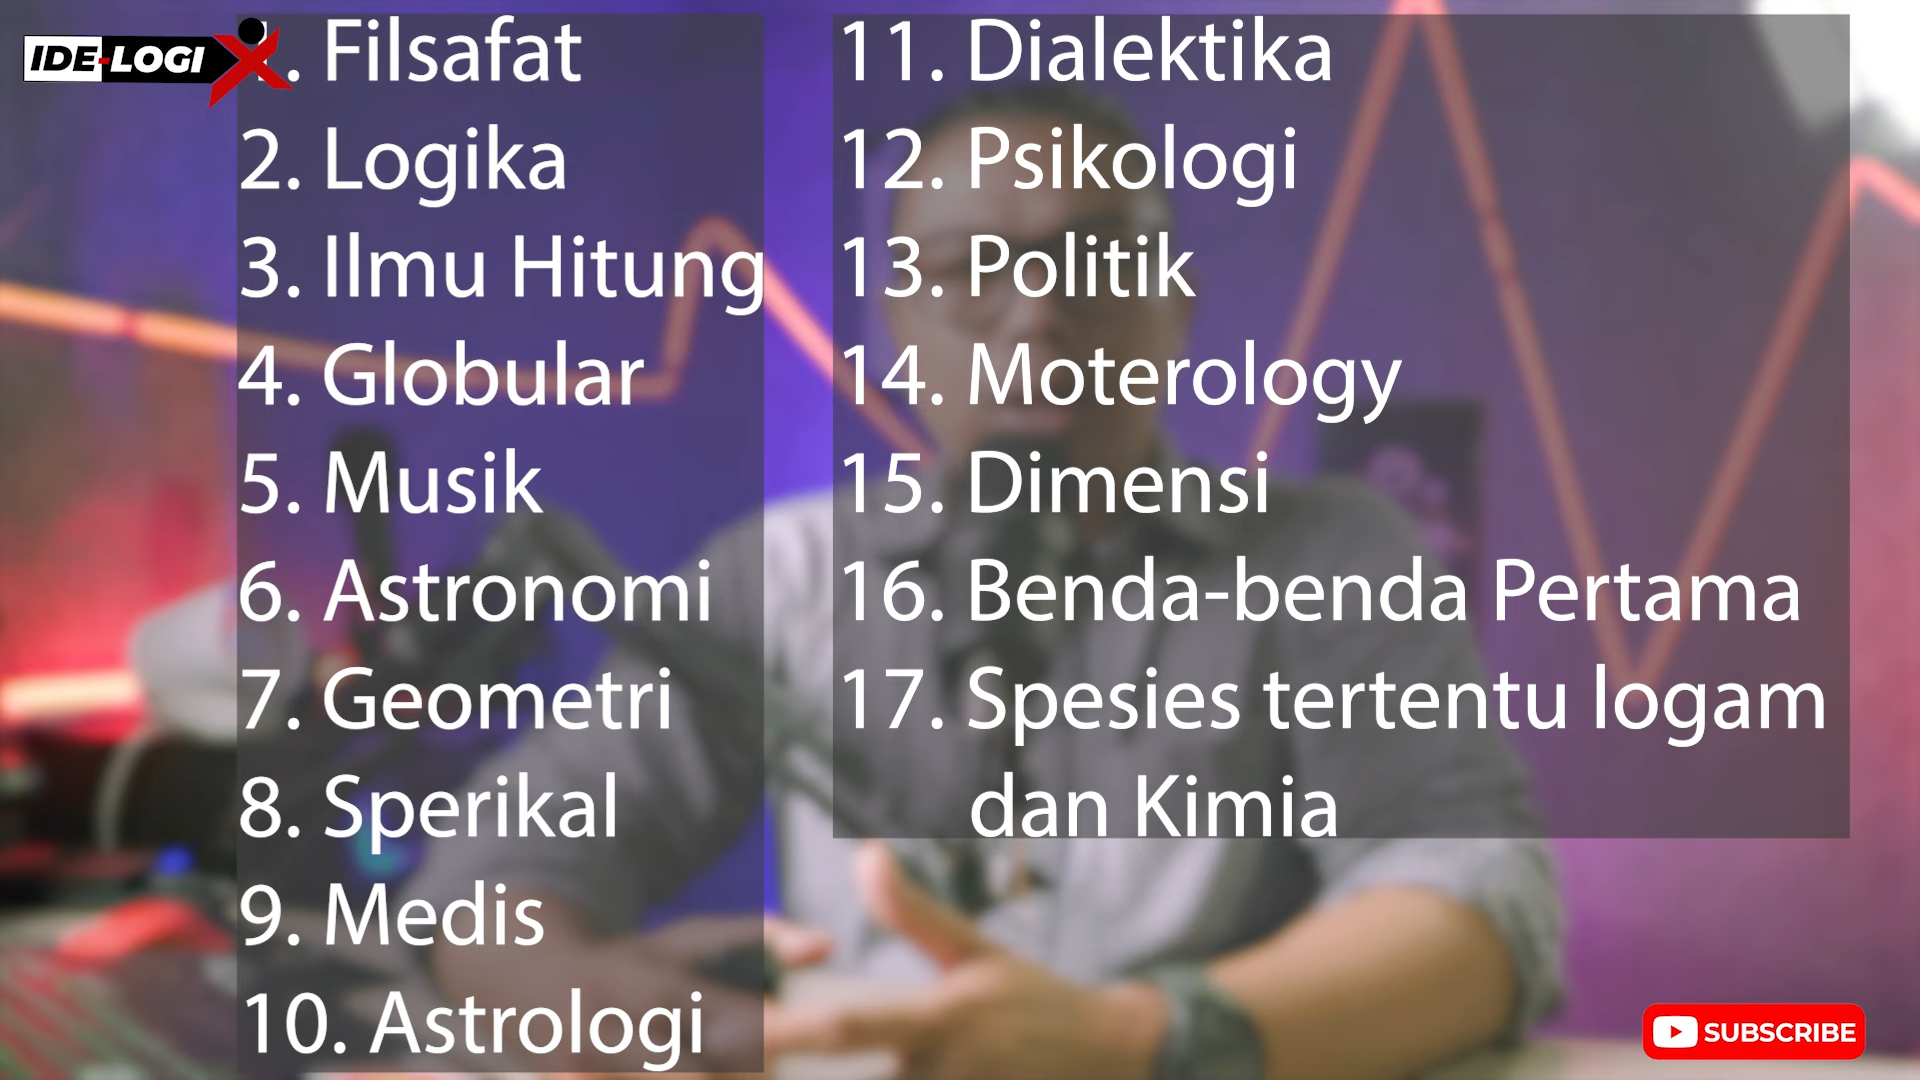 IDE-LOGI X
1. Filsafat
2. Logika
3. Ilmu Hitung
4. Globular
5. Musik
6. Astronomi
7. Geometri
8. Sperikal
9. Medis
10. Astrologi
11. Dialektika
12. Psikologi
13. Politik
14. Moterology
15. Dimensi
16. Benda-benda Pertama
17. Spesies tertentu logam
dan Kimia
SUBSCRIBE